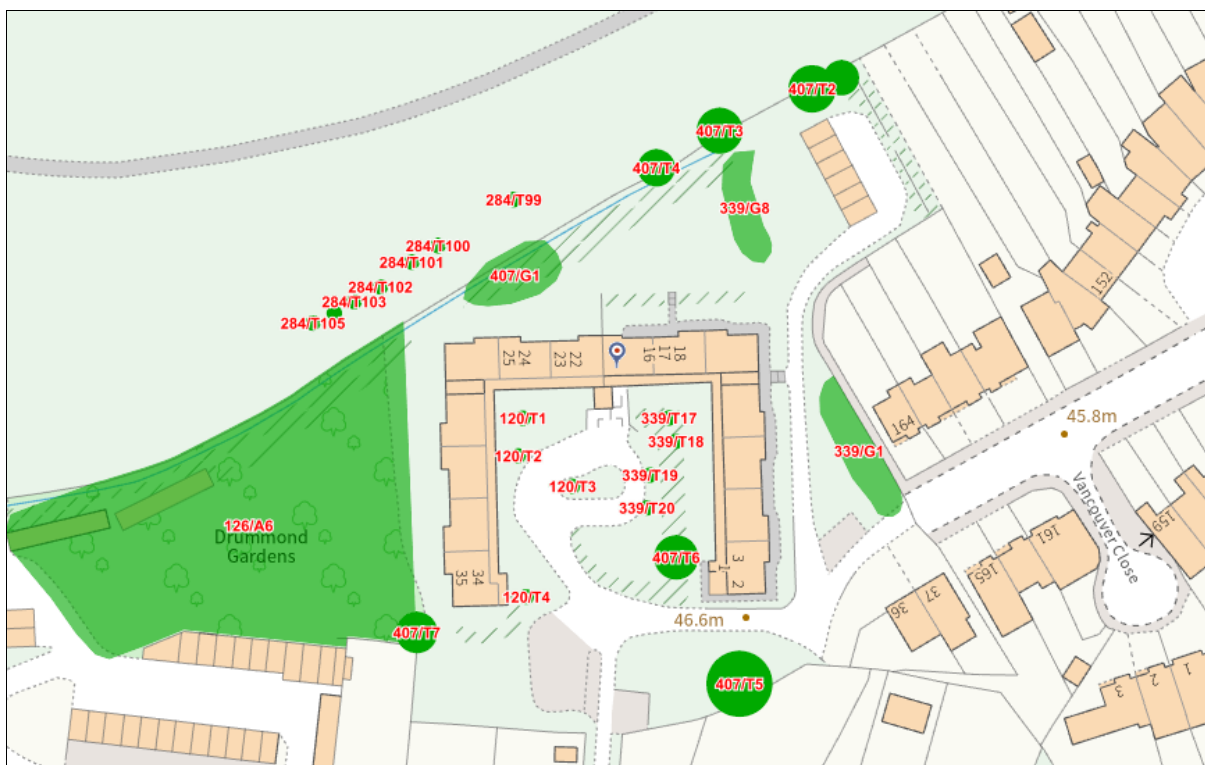 407/T2
407/T3
407/T4
284/T99
339/G8
284/T100
284/T101
407/G1
284/T102
284/T103
284/T105
152
25
24
23
22
16
17
18
120/T1
339/T17
164
45.8m
339/T18
120/T2
339/G1
339/T19
120/T3
339/T20
Vancouver Close
159
126/A6
Drummond
Gardens
161
407/T6
165
3
1
2
35
34
37
36
120/T4
46.6m
407/T7
407/T5
1
2
3